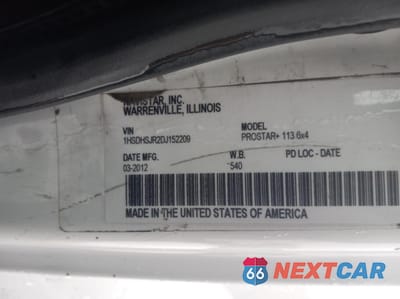 NAVISTAR, INC.
WARRENVILLE, ILLINOIS
VIN MODEL
1HSDHSJR2DJ152209 PROSTAR+ 113 6x4
DATE MFG. W.B. PD LOC - DATE
03-2012 540
MADE IN THE UNITED STATES OF AMERICA
66 NEXTCAR